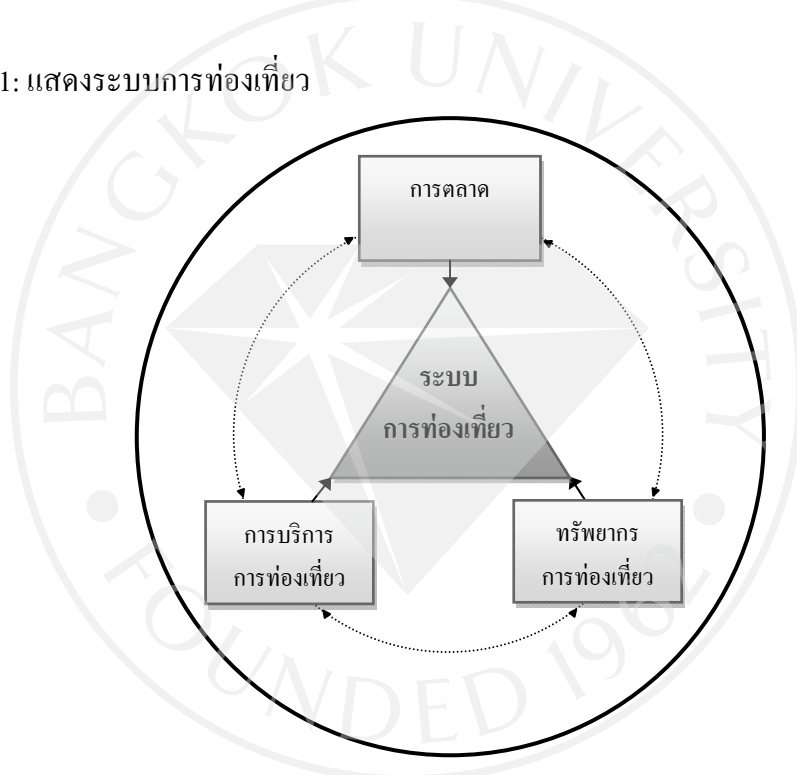 1: แสดงระบบการท่องเที่ยว
การตลาด
ระบบ
การท่องเที่ยว
การบริการ
การท่องเที่ยว
ทรัพยากร
การท่องเที่ยว
BANGKOK UNIVERSITY
FOUNDED 1962